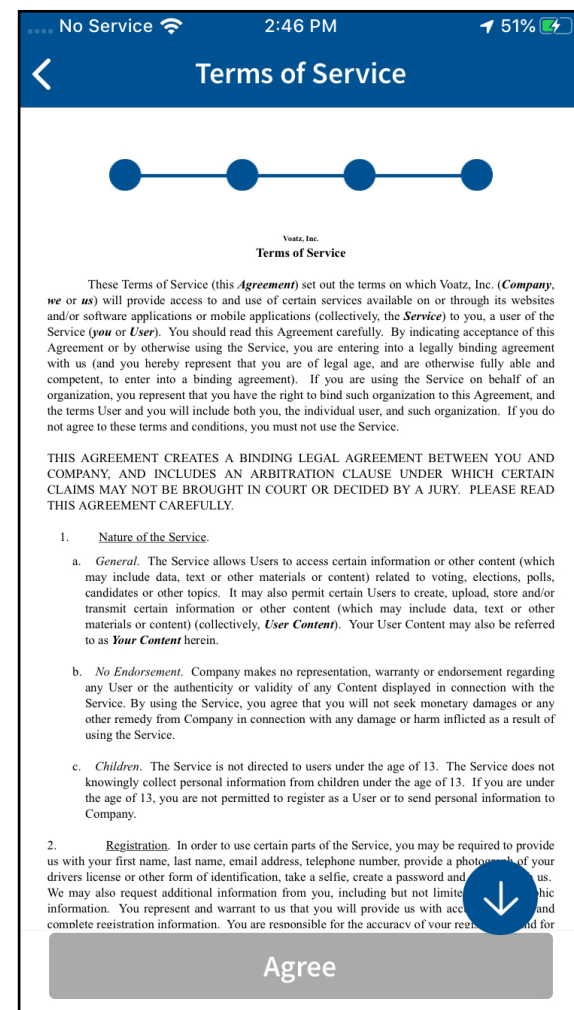 No Service 2:46 PM 51%
Terms of Service
Voatz, Inc.
Terms of Service
These Terms of Service (this Agreement) set out the terms on which Voatz, Inc. (Company,
we or us) will provide access to and use of certain services available on or through its websites
and/or software applications or mobile applications (collectively, the Service) to you, a user of the
Service (you or User). You should read this Agreement carefully. By indicating acceptance of this
Agreement or by otherwise using the Service, you are entering into a legally binding agreement
with us (and you hereby represent that you are of legal age, and are otherwise fully able and
competent, to enter into a binding agreement). If you are using the Service on behalf of an
organization, you represent that you have the right to bind such organization to this Agreement, and
the terms User and you will include both you, the individual user, and such organization. If you do
not agree to these terms and conditions, you must not use the Service.
THIS AGREEMENT CREATES A BINDING LEGAL AGREEMENT BETWEEN YOU AND
COMPANY, AND INCLUDES AN ARBITRATION CLAUSE UNDER WHICH CERTAIN
CLAIMS MAY NOT BE BROUGHT IN COURT OR DECIDED BY A JURY. PLEASE READ
THIS AGREEMENT CAREFULLY.
1. Nature of the Service.
a. General. The Service allows Users to access certain information or other content (which
may include data, text or other materials or content) related to voting, elections, polls,
candidates or other topics. It may also permit certain Users to create, upload, store and/or
transmit certain information or other content (which may include data, text or other
materials or content) (collectively, User Content). Your User Content may also be referred
to as Your Content herein.
b. No Endorsement. Company makes no representation, warranty or endorsement regarding
any User or the authenticity or validity of any Content displayed in connection with the
Service. By using the Service, you agree that you will not seek monetary damages or any
other remedy from Company in connection with any damage or harm inflicted as a result of
using the Service.
c. Children. The Service is not directed to users under the age of 13. The Service does not
knowingly collect personal information from children under the age of 13. If you are under
the age of 13, you are not permitted to register as a User or to send personal information to
Company.
2. Registration. In order to use certain parts of the Service, you may be required to provide
us with your first name, last name, email address, telephone number, provide a photograph of your
drivers license or other form of identification, take a selfie, create a password and us.
We may also request additional information from you, including but not
information. You represent and warrant to us that you will provide us with and
complete registration information. You are responsible for the accuracy of your for
Agree